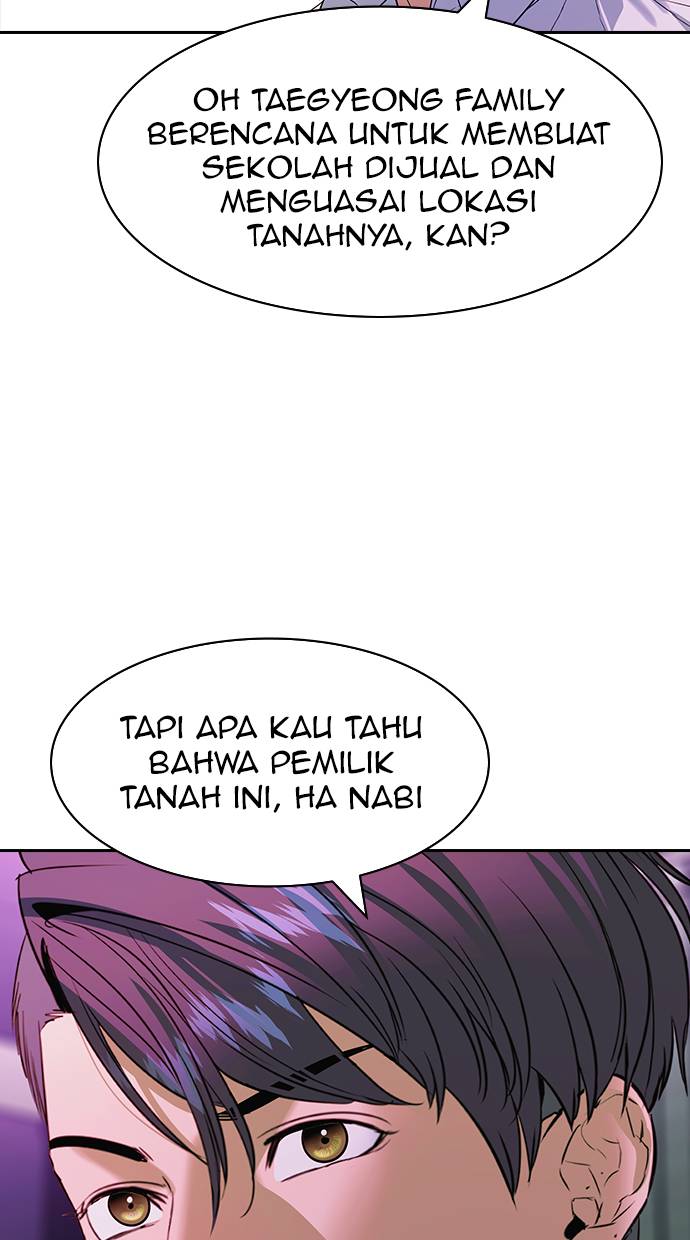 OH TAEGYEONG FAMILY
BERENCANA UNTUK MEMBUAT
SEKOLAH DIJUAL DAN
MENGUASAI LOKASI
TANAHNYA, KAN?
TAPI APA KAU TAHU
BAHWA PEMILIK
TANAH INI, HA NABI